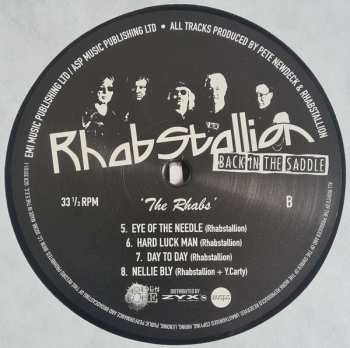 EMI MUSIC PUBLISHING LTD / ASP MUSIC PUBLISHING LTD • ALL TRACKS PRODUCED BY PETE NEWDECK & RHABSTALLION
Rhabstallion
BACK IN THE SADDLE
33 1/3 RPM
'The Rhabs'
B
5. EYE OF THE NEEDLE (Rhabstallion)
6. HARD LUCK MAN (Rhabstallion)
7. DAY TO DAY (Rhabstallion)
8. NELLIE BLY (Rhabstallion + Y.Carty)
GOLDEN CORE
DISTRIBUTED BY
ZYX